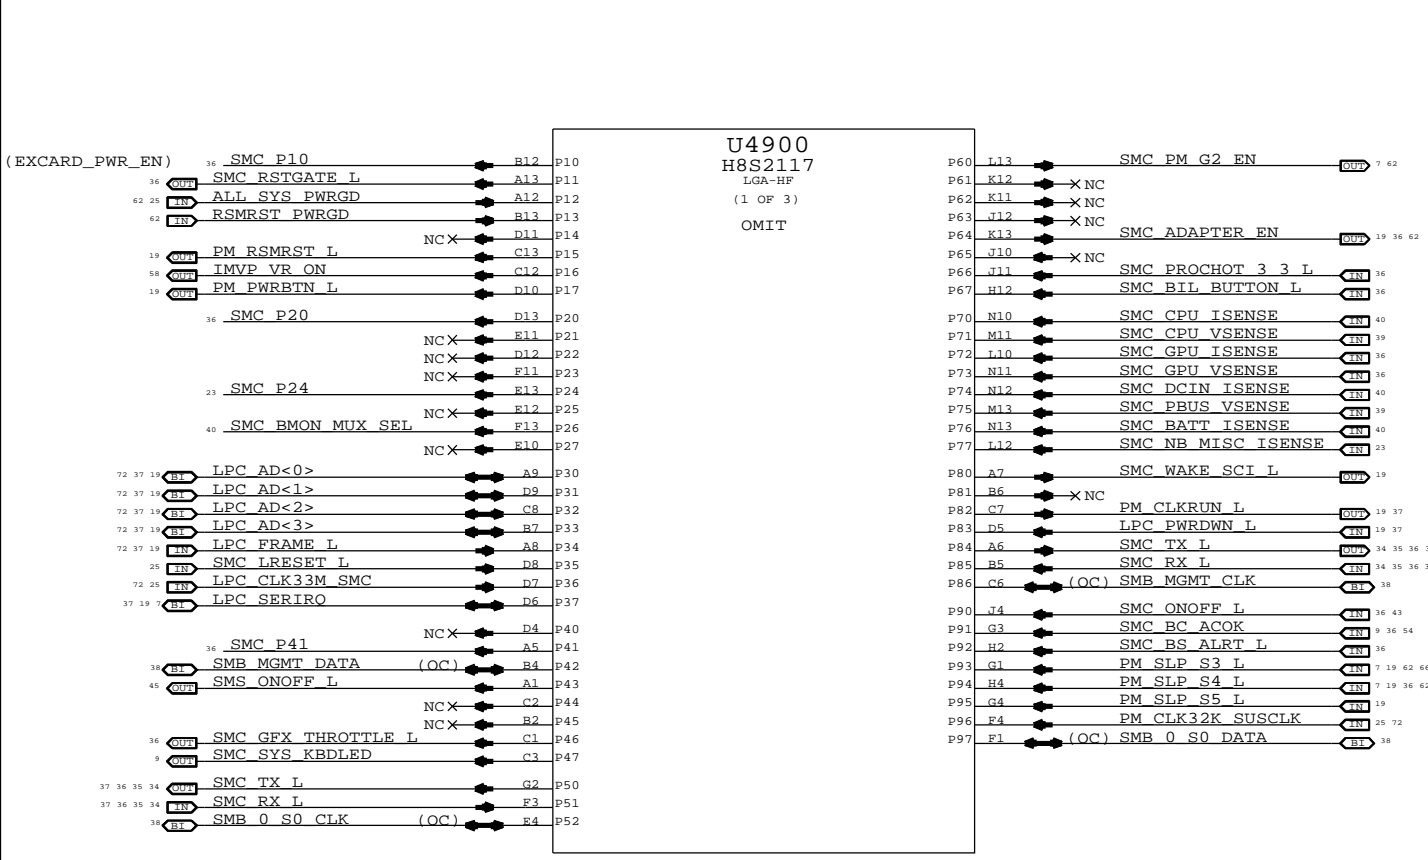 U4900
H8S2117
LGA-HF
(1 OF 3)
OMIT
(EXCARD_PWR_EN) 36 SMC_P10 B12 P10
36 OUT SMC_RSTGATE_L A13 P11
62 25 IN ALL_SYS_PWRGD A12 P12
62 IN RSMRST_PWRGD B13 P13
NC D11 P14
19 OUT PM_RSMRST_L C13 P15
58 OUT IMVP_VR_ON C12 P16
19 OUT PM_PWRBTN_L D10 P17
36 SMC_P20 D13 P20
NC E11 P21
NC D12 P22
NC F11 P23
23 SMC_P24 E13 P24
NC E12 P25
40 SMC_BMON_MUX_SEL F13 P26
NC E10 P27
72 37 19 BI LPC_AD<0> A9 P30
72 37 19 BI LPC_AD<1> D9 P31
72 37 19 BI LPC_AD<2> C8 P32
72 37 19 BI LPC_AD<3> B7 P33
72 37 19 IN LPC_FRAME_L A8 P34
25 IN SMC_LRESET_L D8 P35
72 25 IN LPC_CLK33M_SMC D7 P36
37 19 7 BI LPC_SERIRQ D6 P37
NC D4 P40
36 SMC_P41 A5 P41
38 BI SMB_MGMT_DATA (OC) B4 P42
45 OUT SMS_ONOFF_L A1 P43
NC C2 P44
NC B2 P45
36 OUT SMC_GFX_THROTTLE_L C1 P46
9 OUT SMC_SYS_KBDLED C3 P47
37 36 35 34 OUT SMC_TX_L G2 P50
37 36 35 34 IN SMC_RX_L F3 P51
38 BI SMB_0_S0_CLK (OC) E4 P52
P60 L13 SMC_PM_G2_EN OUT 7 62
P61 K12 NC
P62 K11 NC
P63 J12 NC
P64 K13 SMC_ADAPTER_EN OUT 19 36 62
P65 J10 NC
P66 J11 SMC_PROCHOT_3_3_L IN 36
P67 H12 SMC_BIL_BUTTON_L IN 36
P70 N10 SMC_CPU_ISENSE IN 40
P71 M11 SMC_CPU_VSENSE IN 39
P72 L10 SMC_GPU_ISENSE IN 36
P73 N11 SMC_GPU_VSENSE IN 36
P74 N12 SMC_DCIN_ISENSE IN 40
P75 M13 SMC_PBUS_VSENSE IN 39
P76 N13 SMC_BATT_ISENSE IN 40
P77 L12 SMC_NB_MISC_ISENSE IN 23
P80 A7 SMC_WAKE_SCI_L OUT 19
P81 B6 NC
P82 C7 PM_CLKRUN_L OUT 19 37
P83 D5 LPC_PWRDWN_L IN 19 37
P84 A6 SMC_TX_L OUT 34 35 36
P85 B5 SMC_RX_L IN 34 35 36
P86 C6 (OC) SMB_MGMT_CLK BI 38
P90 J4 SMC_ONOFF_L IN 36 43
P91 G3 SMC_BC_ACOK IN 9 36 54
P92 H2 SMC_BS_ALRT_L IN 36
P93 G1 PM_SLP_S3_L IN 7 19 62 66
P94 H4 PM_SLP_S4_L IN 7 19 36 62
P95 G4 PM_SLP_S5_L IN 19
P96 F4 PM_CLK32K_SUSCLK IN 25 72
P97 F1 (OC) SMB_0_S0_DATA BI 38